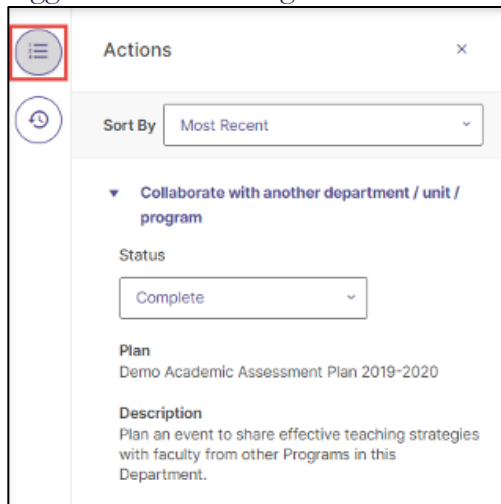 Actions
Sort By Most Recent
Collaborate with another department / unit /
program
Status
Complete
Plan
Demo Academic Assessment Plan 2019-2020
Description
Plan an event to share effective teaching strategies
with faculty from other Programs in this
Department.